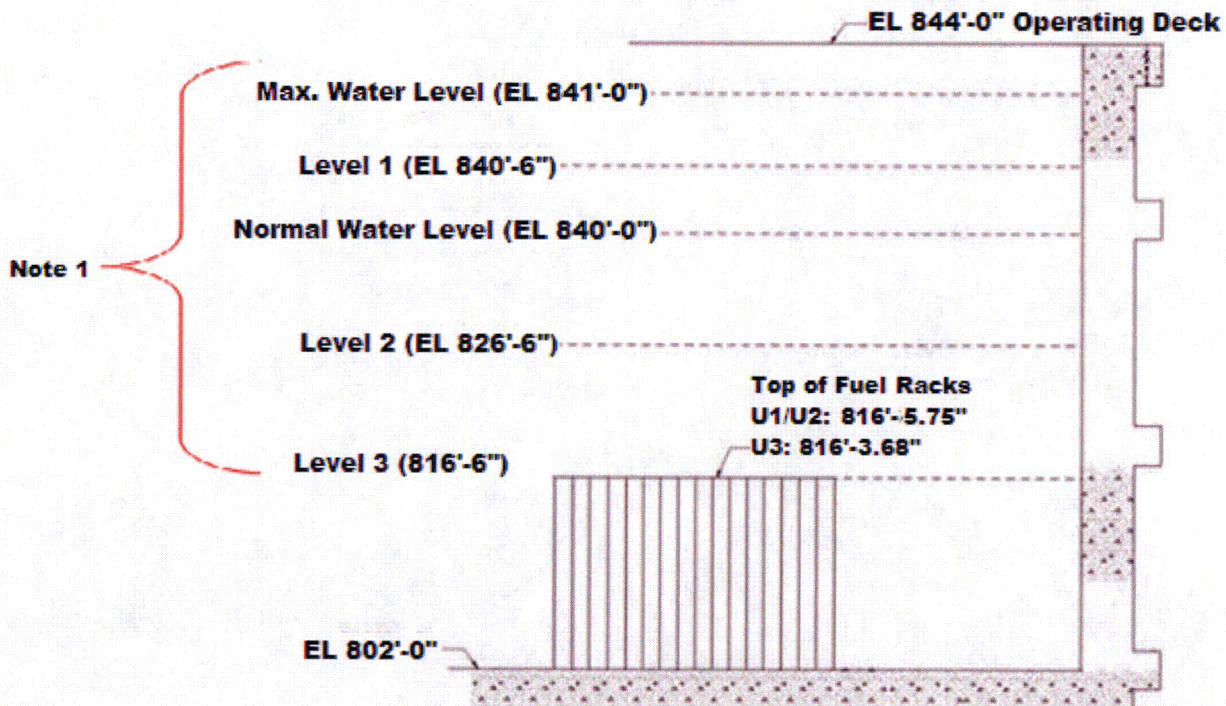 EL 844'-0" Operating Deck
Max. Water Level (EL 841'-0")
Level 1 (EL 840'-6")
Normal Water Level (EL 840'-0")
Note 1
Level 2 (EL 826'-6")
Top of Fuel Racks
U1/U2: 816'-5.75"
U3: 816'-3.68"
Level 3 (816'-6")
EL 802'-0"